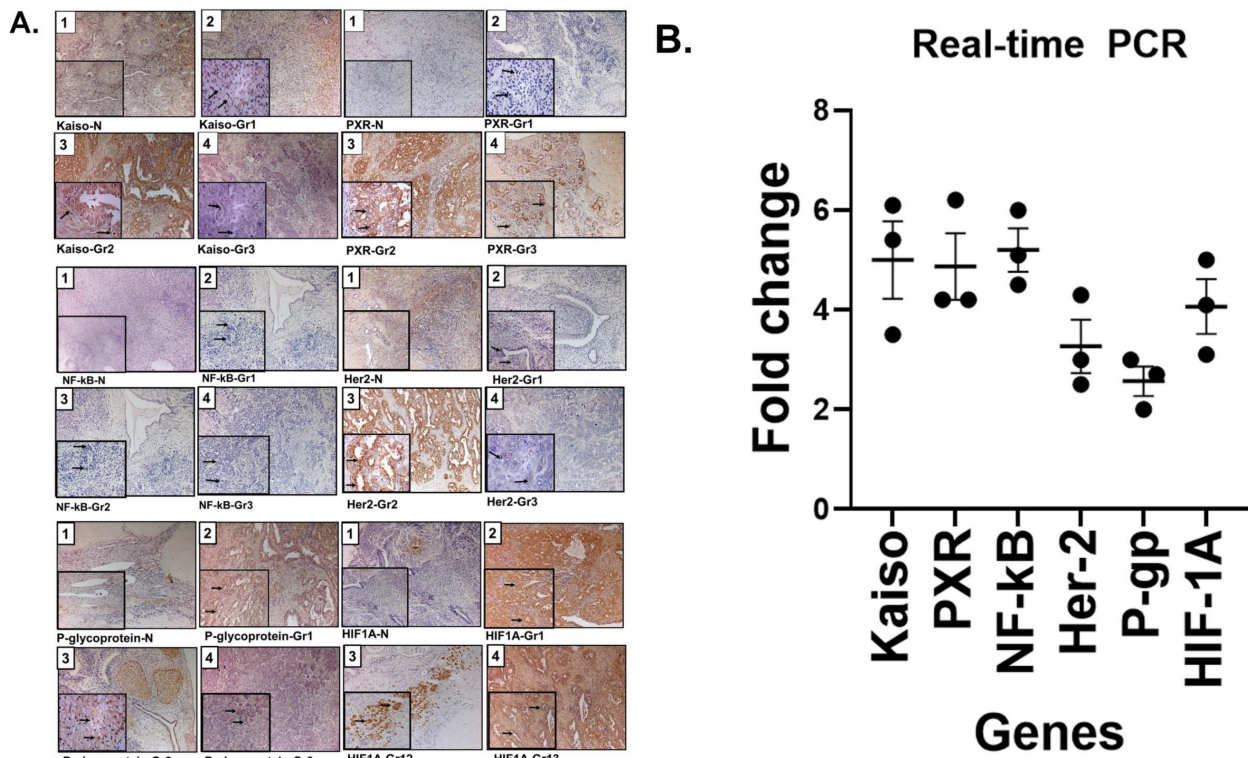 A.
1
2
1
2
Kaiso-N
Kaiso-Gr1
PXR-N
PXR-Gr1
3
4
3
4
Kaiso-Gr2
Kaiso-Gr3
PXR-Gr2
PXR-Gr3
1
2
1
2
NF-kB-N
NF-kB-Gr1
Her2-N
Her2-Gr1
3
4
3
4
NF-kB-Gr2
NF-kB-Gr3
Her2-Gr2
Her2-Gr3
1
2
1
2
P-glycoprotein-N
P-glycoprotein-Gr1
HIF1A-N
HIF1A-Gr1
3
4
3
4
HIF1A-Gr12
HIF1A-Gr13
B.
Real-time PCR
Fold change
8
6
4
2
0
Kaiso
PXR
NF-kB
Her-2
P-gp
HIF-1A
Genes